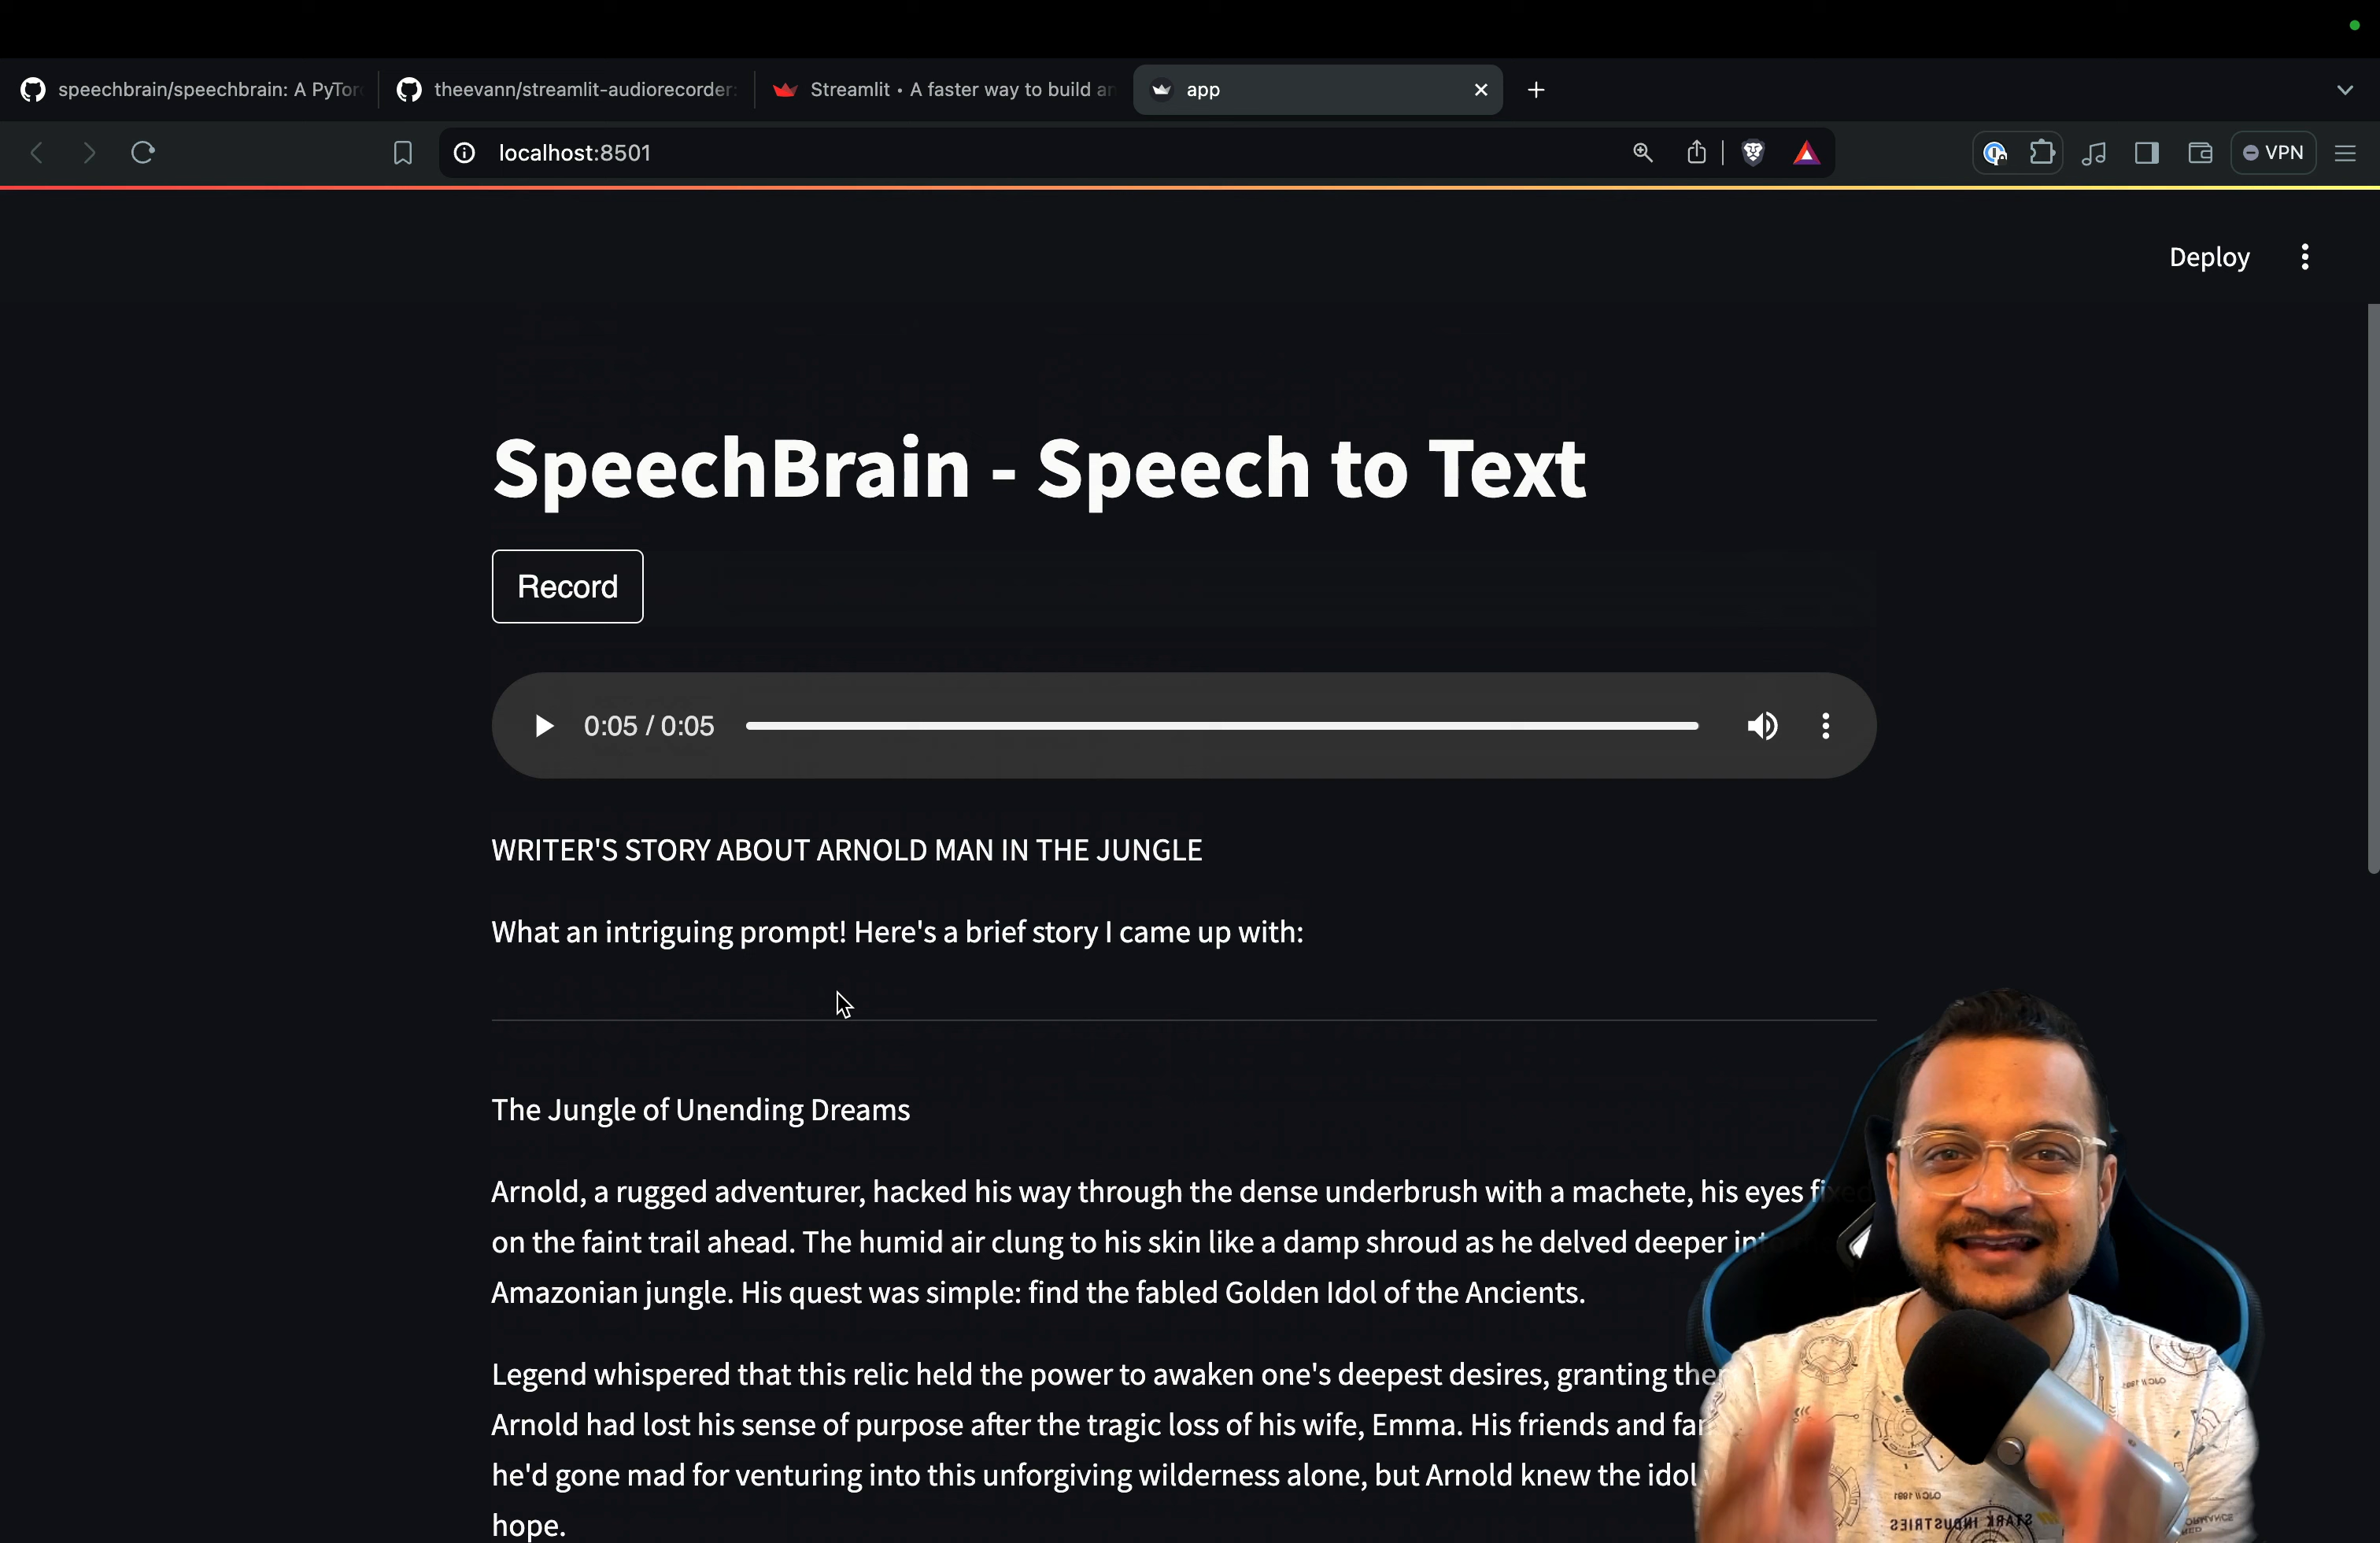 speechbrain/speechbrain: A PyTor
theevann/streamlit-audiorecorder:
Streamlit • A faster way to build an
app
localhost:8501
VPN
Deploy
SpeechBrain - Speech to Text
Record
0:05 / 0:05
WRITER'S STORY ABOUT ARNOLD MAN IN THE JUNGLE
What an intriguing prompt! Here's a brief story I came up with:
The Jungle of Unending Dreams
Arnold, a rugged adventurer, hacked his way through the dense underbrush with a machete, his eyes fixed
on the faint trail ahead. The humid air clung to his skin like a damp shroud as he delved deeper
Amazonian jungle. His quest was simple: find the fabled Golden Idol of the Ancients.
Legend whispered that this relic held the power to awaken one's deepest desires, granting
Arnold had lost his sense of purpose after the tragic loss of his wife, Emma. His friends and
he'd gone mad for venturing into this unforgiving wilderness alone, but Arnold knew the idol
hope.
STARK INDUSTRIES